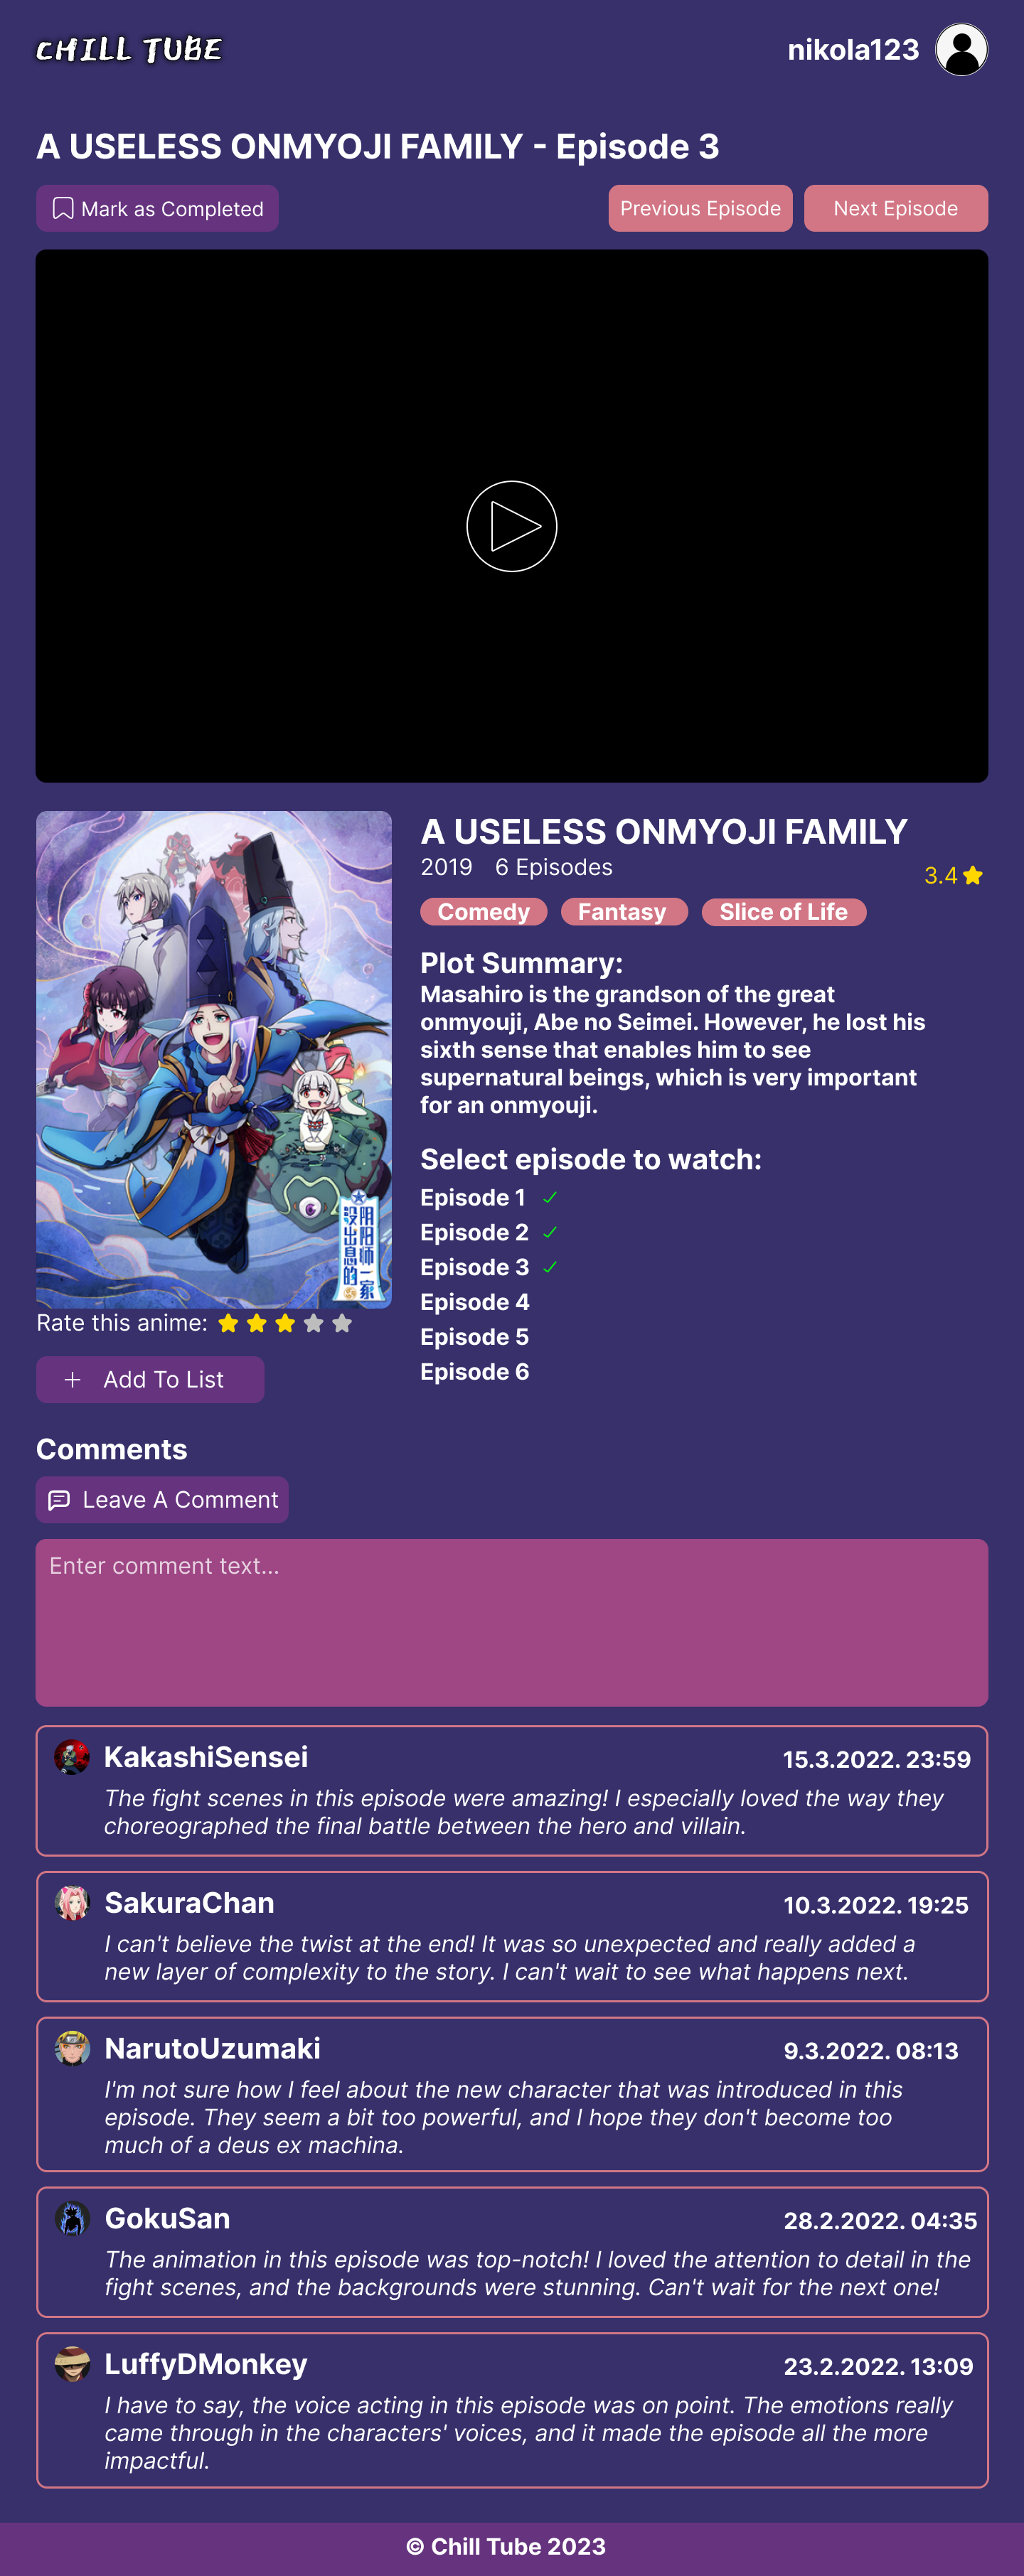 CHILL TUBE
nikola123
A USELESS ONMYOJI FAMILY - Episode 3
Mark as Completed
Previous Episode
Next Episode
A USELESS ONMYOJI FAMILY
2019 6 Episodes
3.4
Comedy Fantasy Slice of Life
Plot Summary:
Masahiro is the grandson of the great
onmyouji, Abe no Seimei. However, he lost his
sixth sense that enables him to see
supernatural beings, which is very important
for an onmyouji.
Select episode to watch:
Episode 1
Episode 2
Episode 3
Episode 4
Episode 5
Episode 6
阴阳师一家
没出息的
Rate this anime:
Add To List
Comments
Leave A Comment
Enter comment text...
KakashiSensei
15.3.2022. 23:59
The fight scenes in this episode were amazing! I especially loved the way they
choreographed the final battle between the hero and villain.
SakuraChan
10.3.2022. 19:25
I can't believe the twist at the end! It was so unexpected and really added a
new layer of complexity to the story. I can't wait to see what happens next.
NarutoUzumaki
9.3.2022. 08:13
I'm not sure how I feel about the new character that was introduced in this
episode. They seem a bit too powerful, and I hope they don't become too
much of a deus ex machina.
GokuSan
28.2.2022. 04:35
The animation in this episode was top-notch! I loved the attention to detail in the
fight scenes, and the backgrounds were stunning. Can't wait for the next one!
LuffyDMonkey
23.2.2022. 13:09
I have to say, the voice acting in this episode was on point. The emotions really
came through in the characters' voices, and it made the episode all the more
impactful.
© Chill Tube 2023